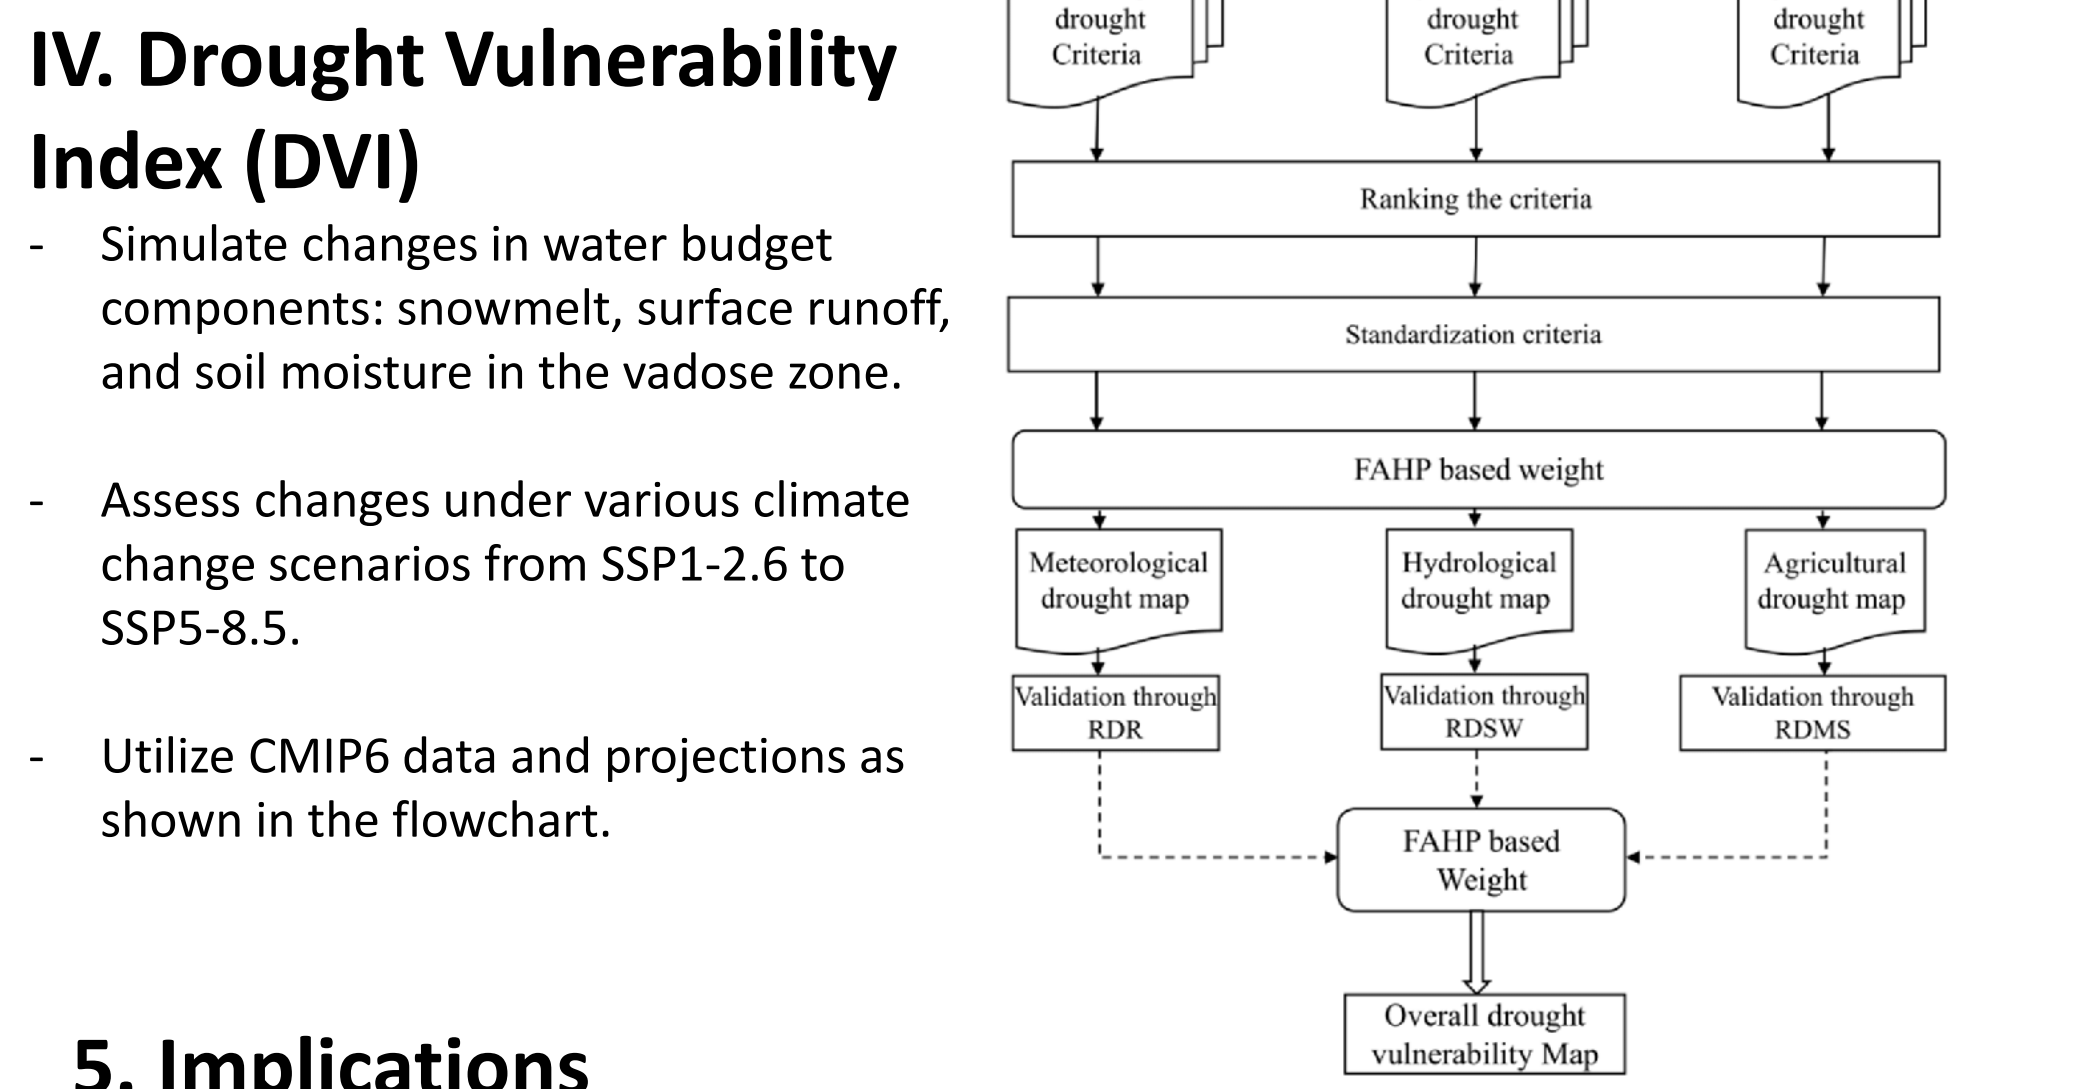 IV. Drought Vulnerability
Index (DVI)
- Simulate changes in water budget
components: snowmelt, surface runoff,
and soil moisture in the vadose zone.
- Assess changes under various climate
change scenarios from SSP1-2.6 to
SSP5-8.5.
- Utilize CMIP6 data and projections as
shown in the flowchart.
5. Implications
drought
Criteria
drought
Criteria
drought
Criteria
Ranking the criteria
Standardization criteria
FAHP based weight
Meteorological
drought map
Hydrological
drought map
Agricultural
drought map
Validation through
RDR
Validation through
RDSW
Validation through
RDMS
FAHP based
Weight
Overall drought
vulnerability Map